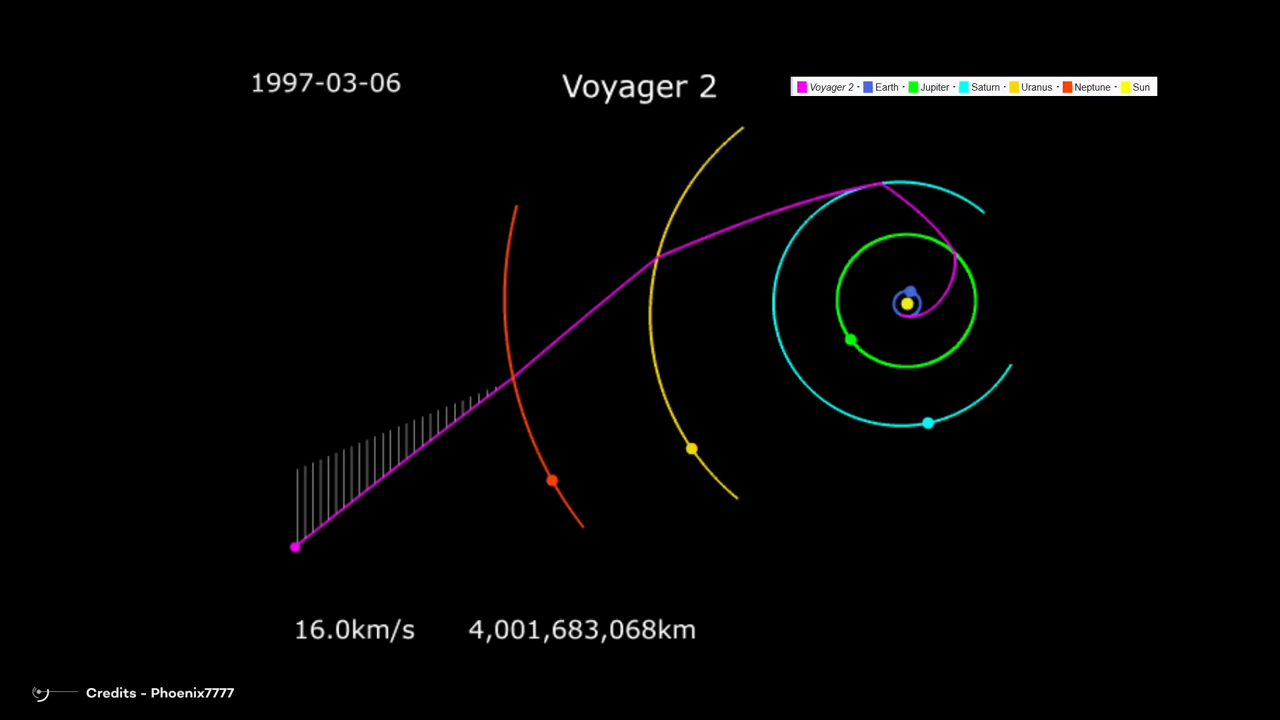 1997-03-06
Voyager 2
Voyager 2 · Earth · Jupiter · Saturn · Uranus · Neptune · Sun
16.0km/s
4,001,683,068km
Credits - Phoenix7777